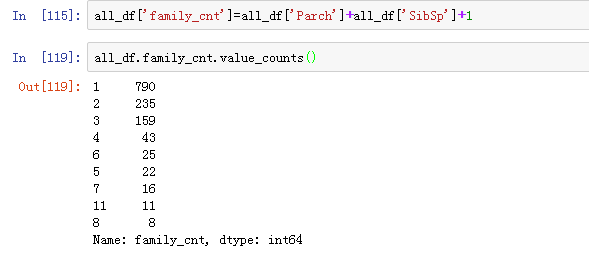 In [115]: all_df['family_cnt']=all_df['Parch']+all_df['SibSp']+1
In [119]: all_df.family_cnt.value_counts()
Out[119]: 1 790
2 235
3 159
4 43
6 25
5 22
7 16
11 11
8 8
Name: family_cnt, dtype: int64